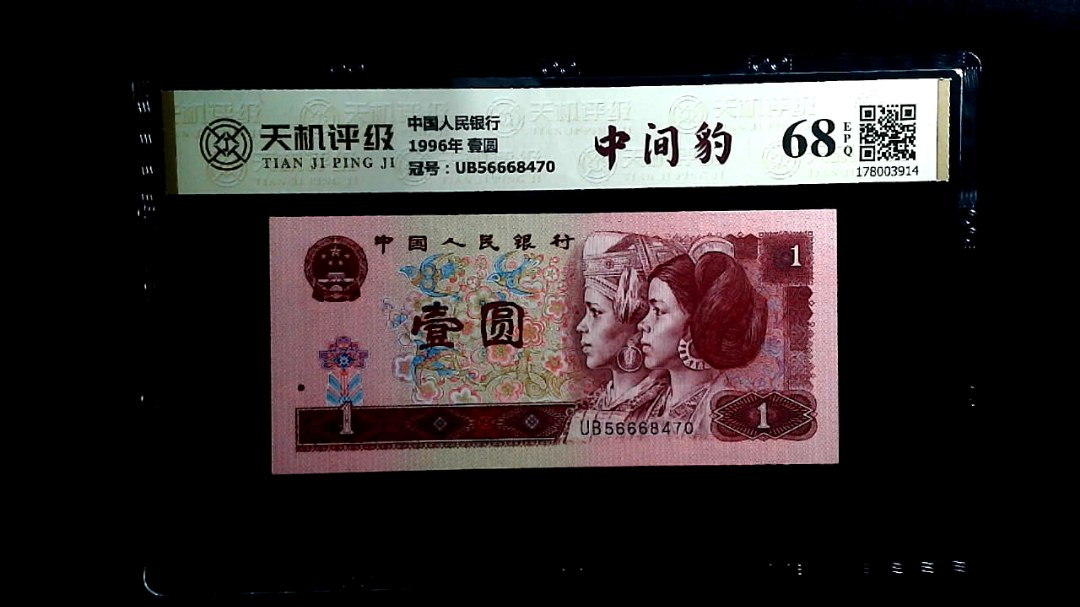 天机评级
TIAN JI PING JI
中国人民银行
1996年 壹圆
冠号：UB56668470
中间豹
68
EPQ
178003914
中国人民银行
1
壹圆
1
UB56668470
1